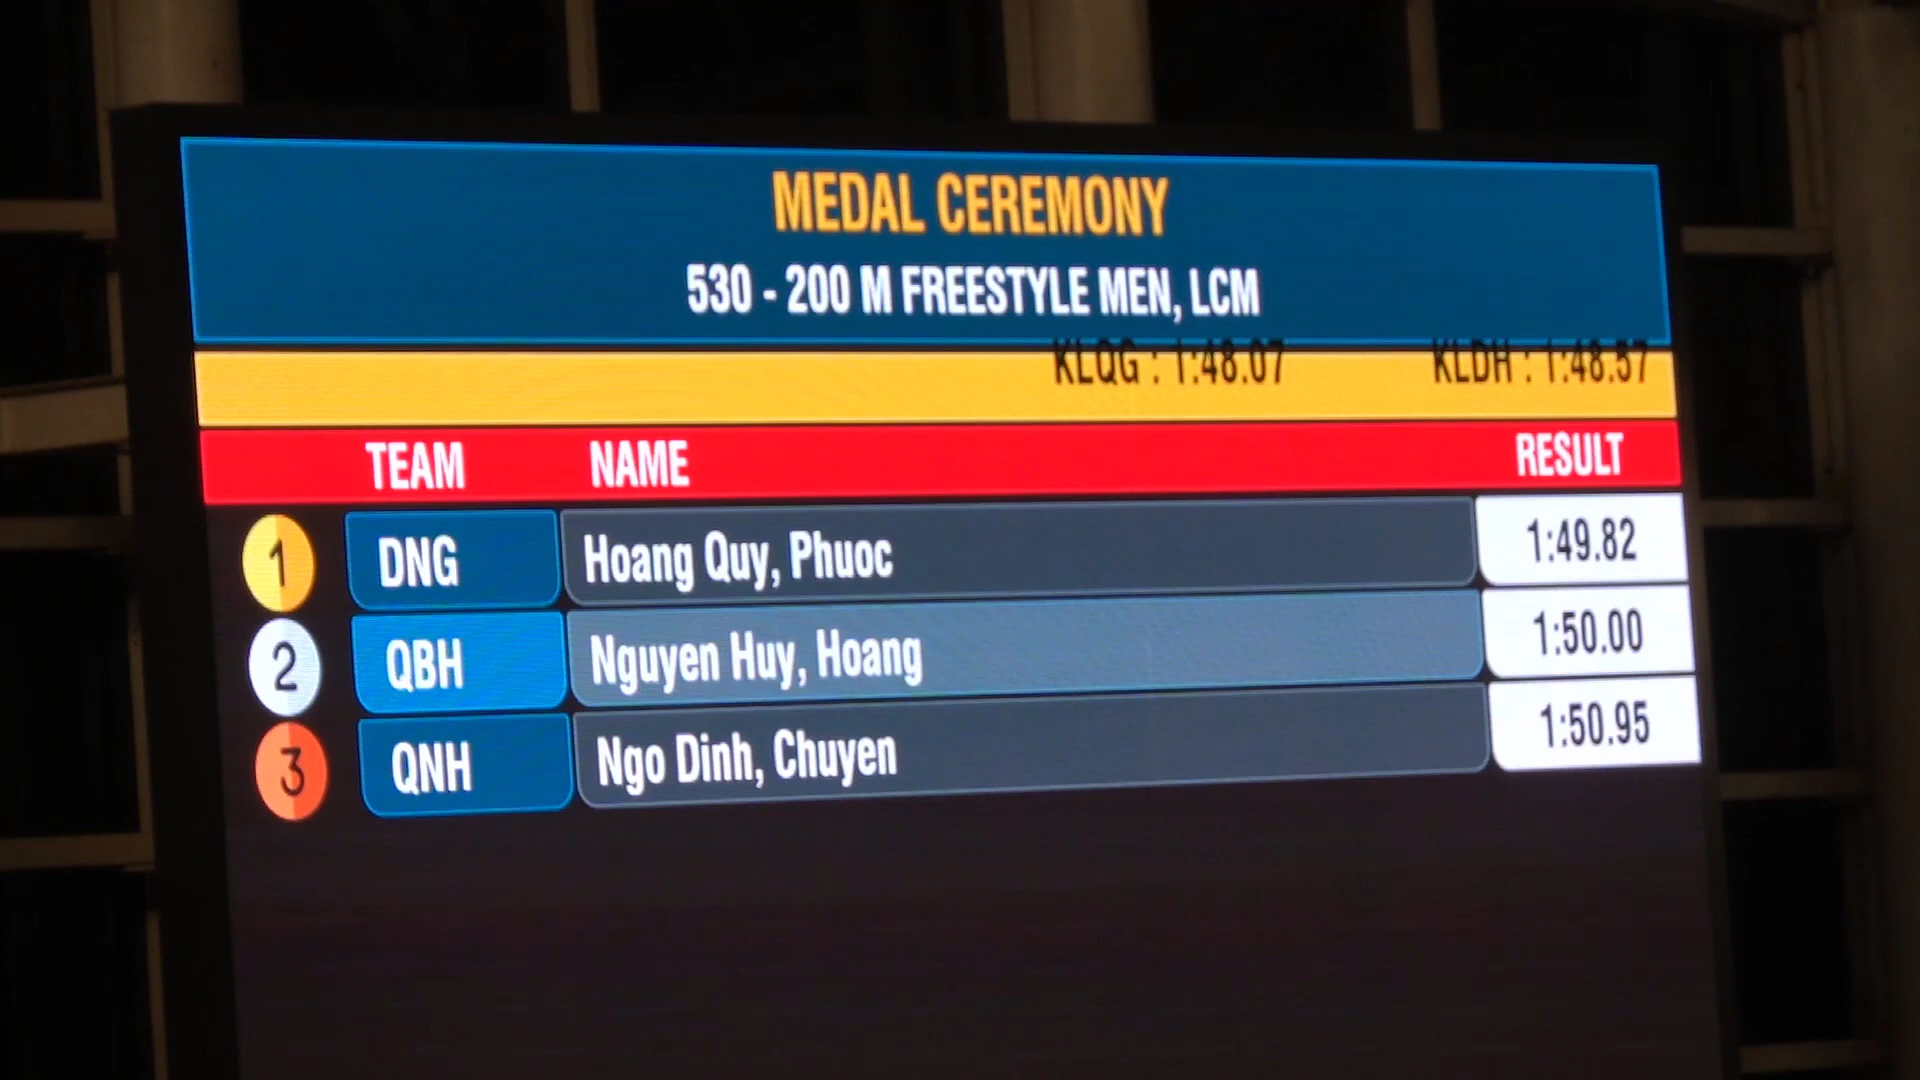 MEDAL CEREMONY
530 - 200 M FREESTYLE MEN, LCM
KLQG : 1:48.07 KLDH : 1:48.57
TEAM NAME RESULT
1 DNG Hoang Quy, Phuoc 1:49.82
2 QBH Nguyen Huy, Hoang 1:50.00
3 QNH Ngo Dinh, Chuyen 1:50.95